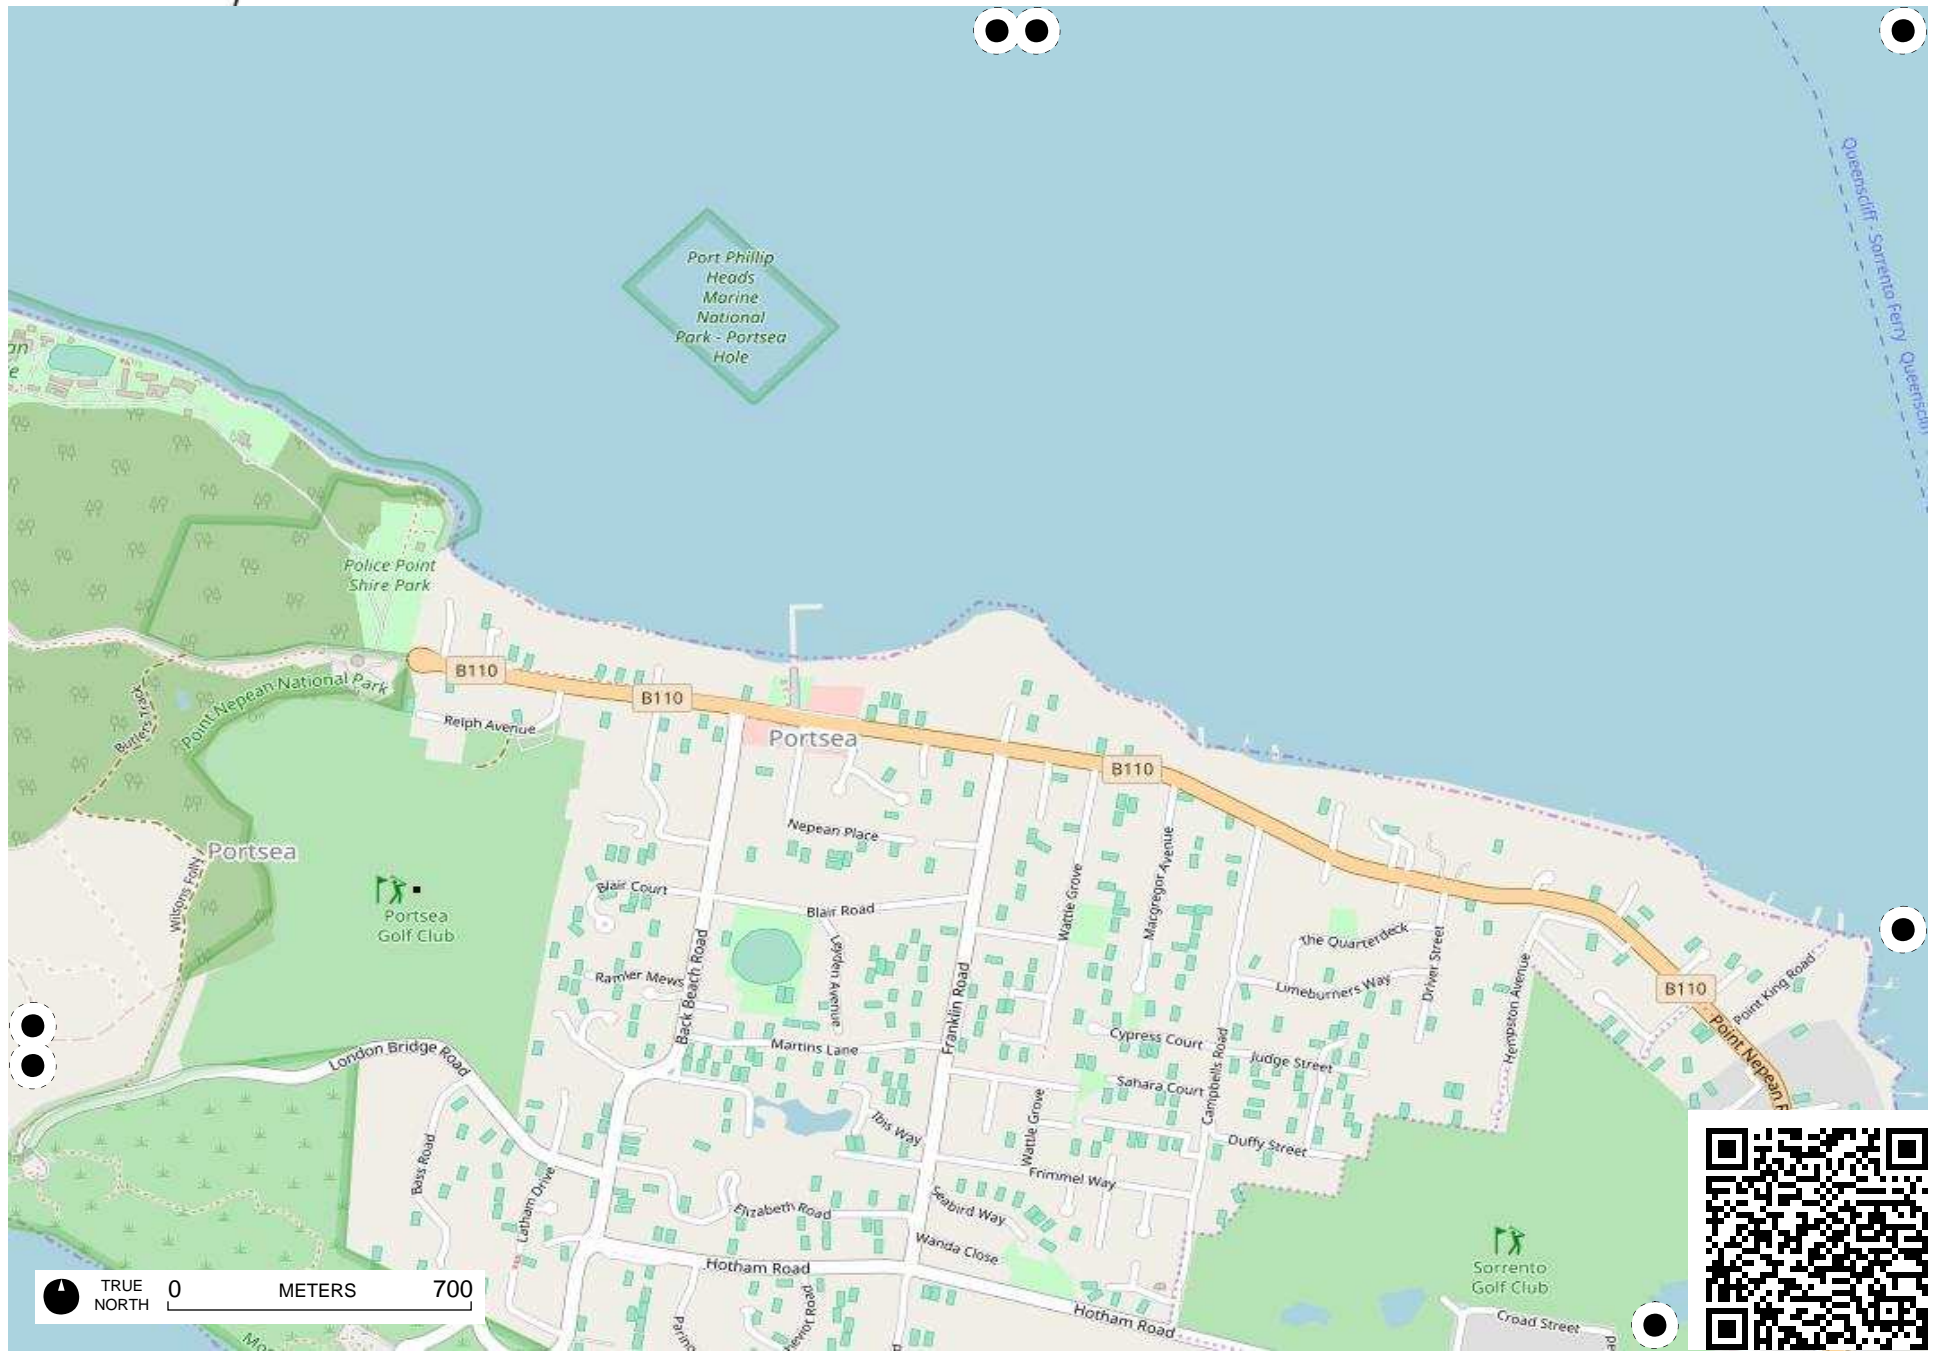 Queenscliff - Sorrento Ferry
Port Phillip
Heads
Marine
National
Park - Portsea
Hole
Police Point
Shire Park
B110
B110
Point Nepean National Park
Butlers Track
Relph Avenue
Portsea
B110
Nepean Place
Portsea
Wilsons Folly
Portsea
Golf Club
Blair Court
Blair Road
Wattle Grove
Macgregor Avenue
The Quarterdeck
Driver Street
Leyden Avenue
Back Beach Road
Ramler Mews
Franklin Road
Limeburners Way
Hempston Avenue
B110
Point King Road
Point Nepean R
London Bridge Road
Martins Lane
Cypress Court
Judge Street
Campbells Road
Sahara Court
Ibis Way
Wattle Grove
Duffy Street
Bass Road
Latham Drive
Frimmel Way
Elizabeth Road
Seabird Way
Wanda Close
Hotham Road
Hotham Road
Sorrento
Golf Club
Croad Street
TRUE
NORTH
0 METERS 700